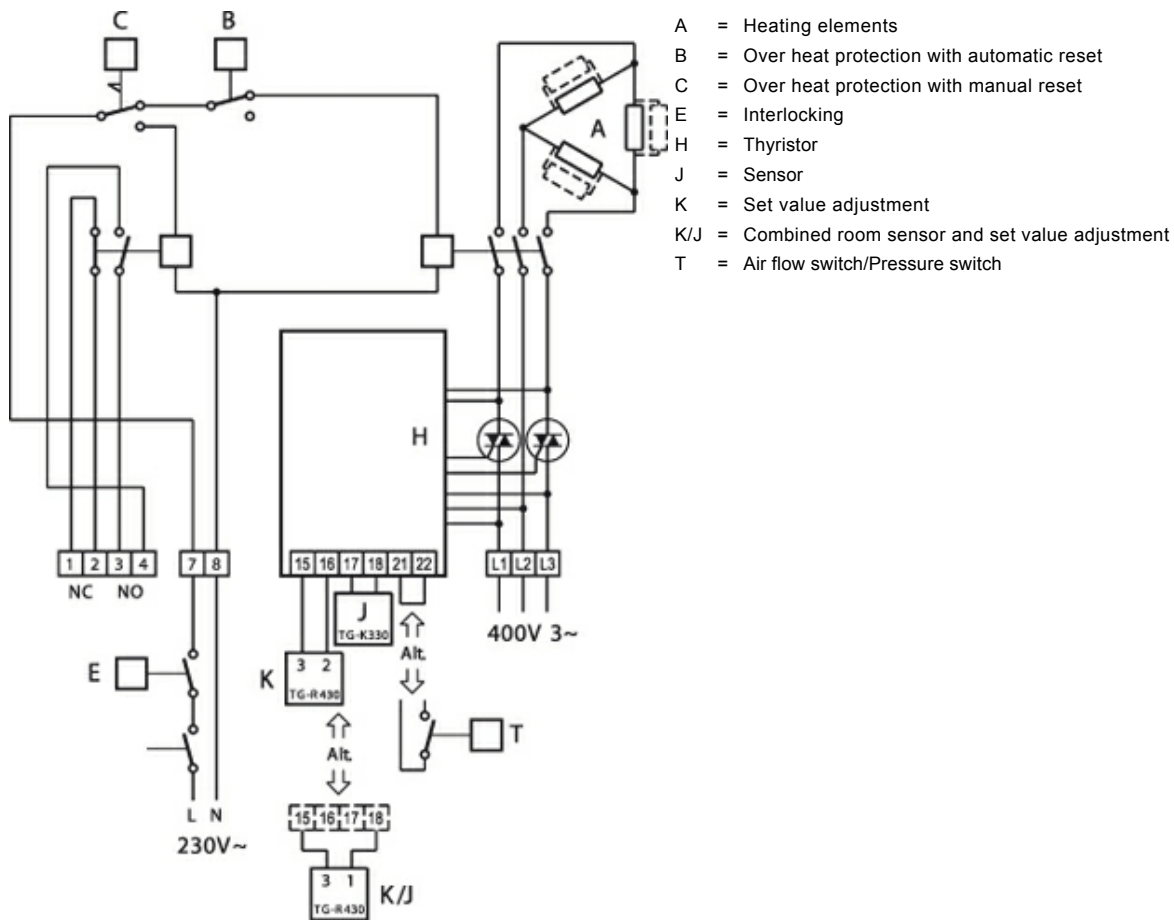 C
B
A = Heating elements
B = Over heat protection with automatic reset
C = Over heat protection with manual reset
E = Interlocking
H = Thyristor
J = Sensor
K = Set value adjustment
K/J = Combined room sensor and set value adjustment
T = Air flow switch/Pressure switch
A
H
1 2 3 4
NC NO
7 8
15 16 17 18 21 22
L1 L2 L3
400V 3~
J
TG-K330
Alt.
E
K
3 2
TG-R430
T
Alt.
L N
230V~
15 16 17 18
3 1
TG-R430
K/J